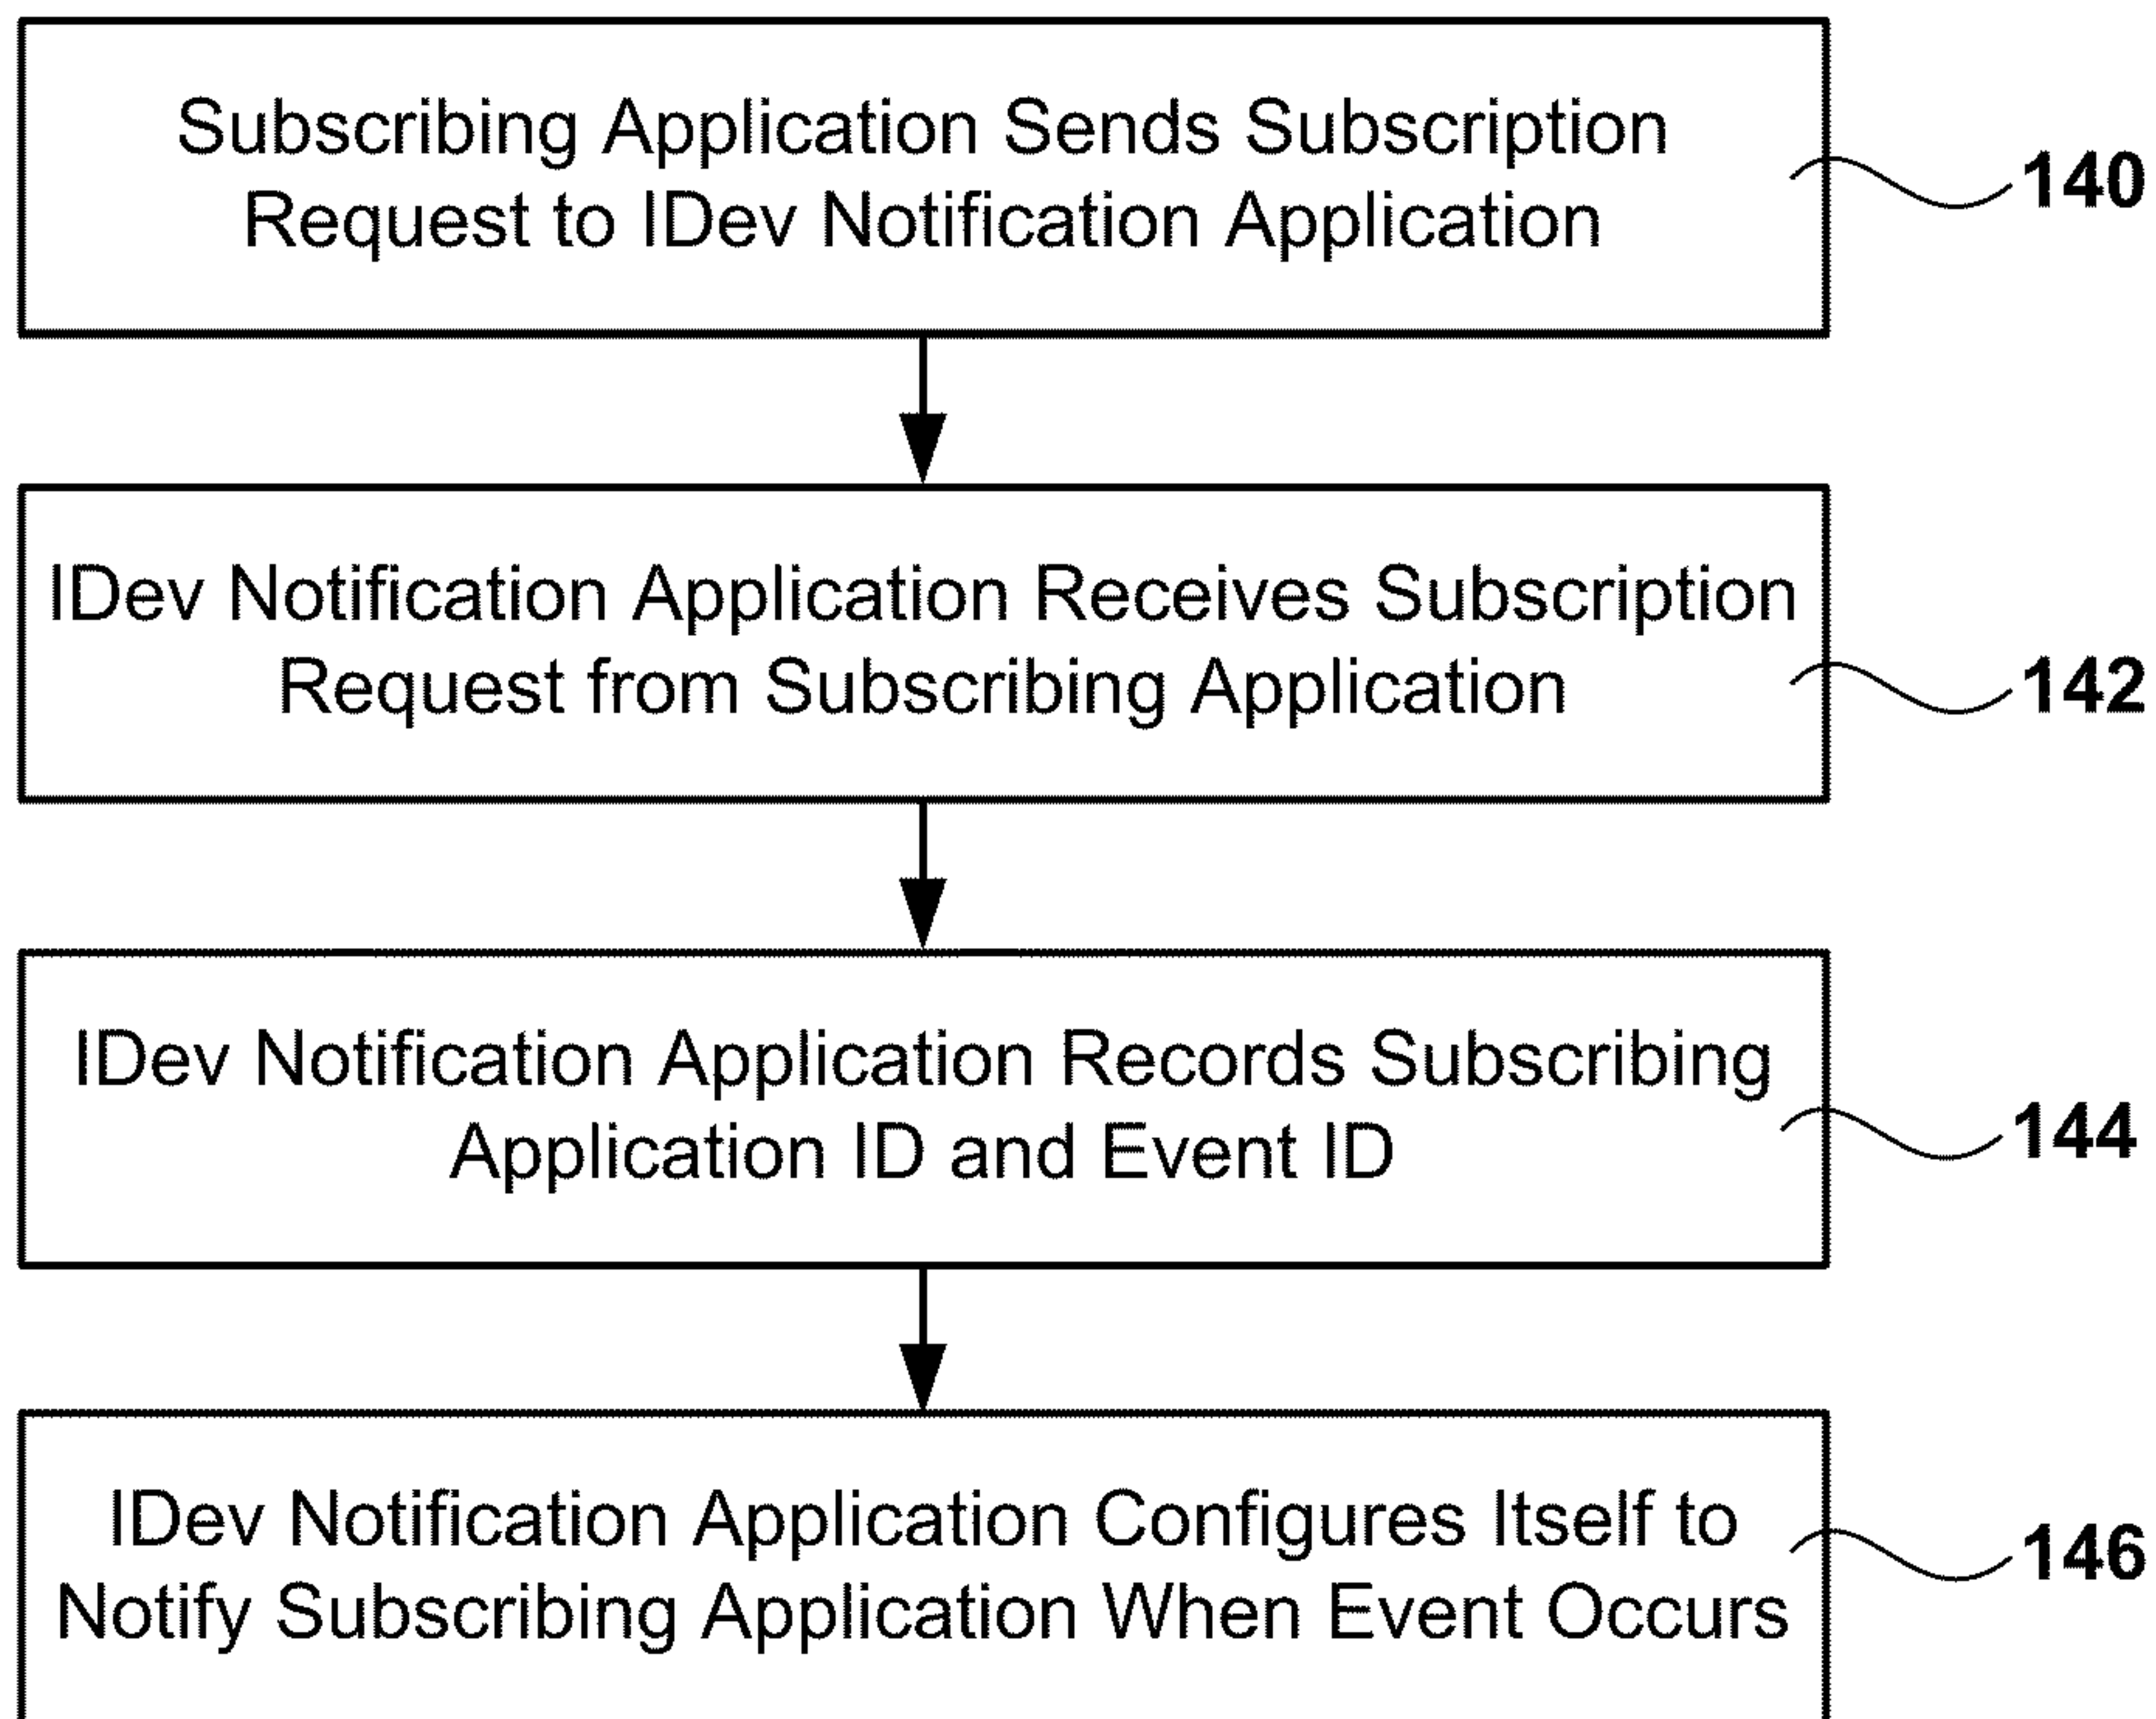 Subscribing Application Sends Subscription
Request to IDev Notification Application
140
IDev Notification Application Receives Subscription
Request from Subscribing Application
142
IDev Notification Application Records Subscribing
Application ID and Event ID
144
IDev Notification Application Configures Itself to
Notify Subscribing Application When Event Occurs
146